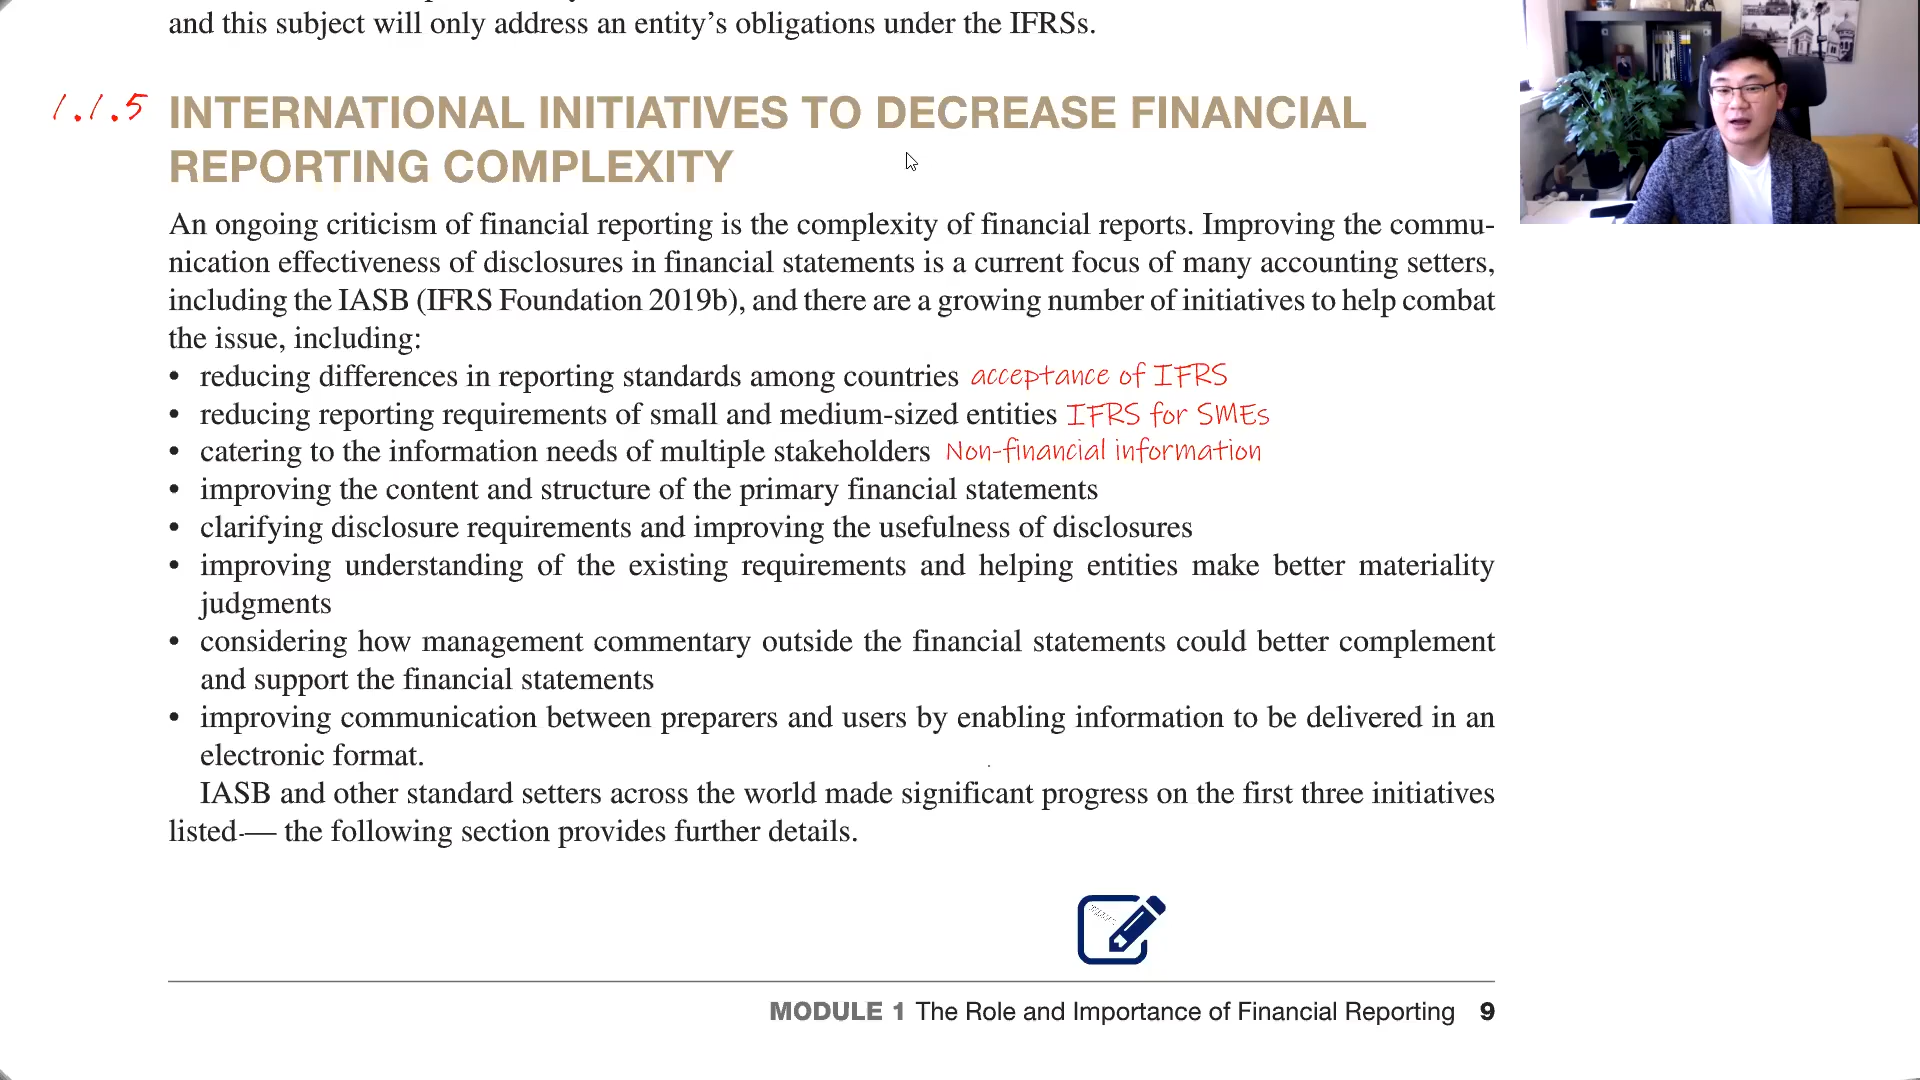 and this subject will only address an entity’s obligations under the IFRSs.
1.1.5 INTERNATIONAL INITIATIVES TO DECREASE FINANCIAL
REPORTING COMPLEXITY
An ongoing criticism of financial reporting is the complexity of financial reports. Improving the commu-
nication effectiveness of disclosures in financial statements is a current focus of many accounting setters,
including the IASB (IFRS Foundation 2019b), and there are a growing number of initiatives to help combat
the issue, including:
• reducing differences in reporting standards among countries acceptance of IFRS
• reducing reporting requirements of small and medium-sized entities IFRS for SMEs
• catering to the information needs of multiple stakeholders Non-financial information
• improving the content and structure of the primary financial statements
• clarifying disclosure requirements and improving the usefulness of disclosures
• improving understanding of the existing requirements and helping entities make better materiality
judgments
• considering how management commentary outside the financial statements could better complement
and support the financial statements
• improving communication between preparers and users by enabling information to be delivered in an
electronic format.
IASB and other standard setters across the world made significant progress on the first three initiatives
listed-— the following section provides further details.
MODULE 1 The Role and Importance of Financial Reporting 9